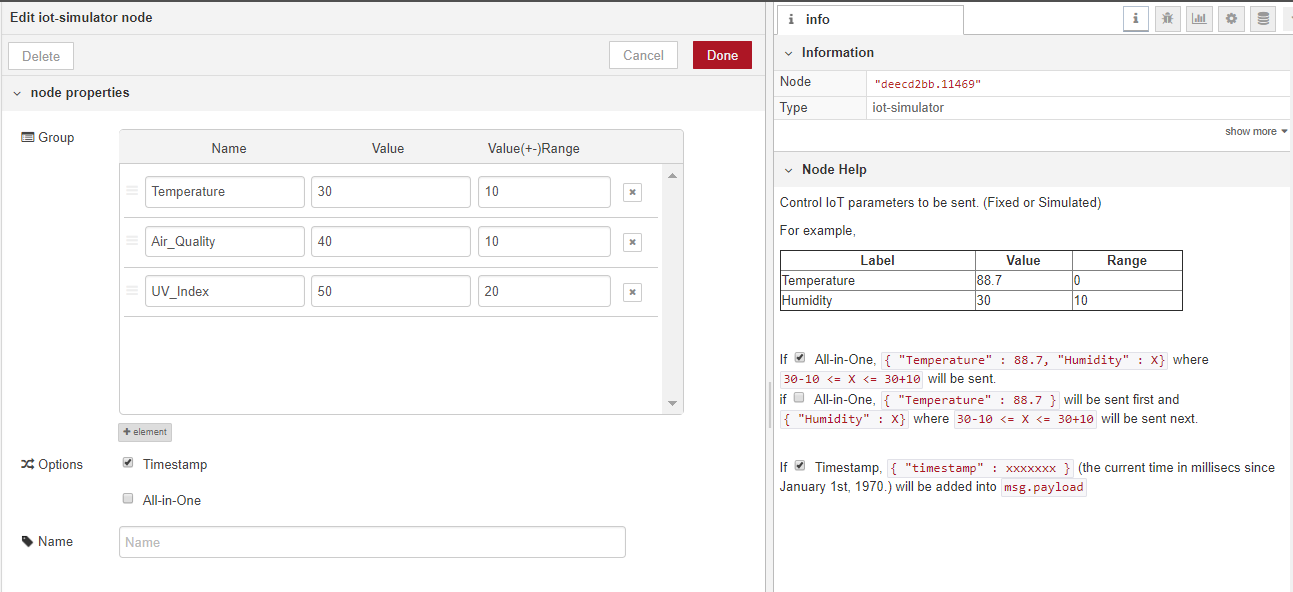 Edit iot-simulator node
Delete
Cancel
Done
node properties
Group
Name Value Value(+-)Range
Temperature 30 10
Air_Quality 40 10
UV_Index 50 20
+ element
Options
Timestamp
All-in-One
Name
Name
info
Information
Node "deecd2bb.11469"
Type iot-simulator
show more
Node Help
Control IoT parameters to be sent. (Fixed or Simulated)
For example,
Label Value Range
Temperature 88.7 0
Humidity 30 10
If All-in-One, { "Temperature" : 88.7, "Humidity" : X} where
30-10 <= X <= 30+10 will be sent.
if All-in-One, { "Temperature" : 88.7 } will be sent first and
{ "Humidity" : X} where 30-10 <= X <= 30+10 will be sent next.
If Timestamp, { "timestamp" : xxxxxxx } (the current time in millisecs since
January 1st, 1970.) will be added into msg.payload